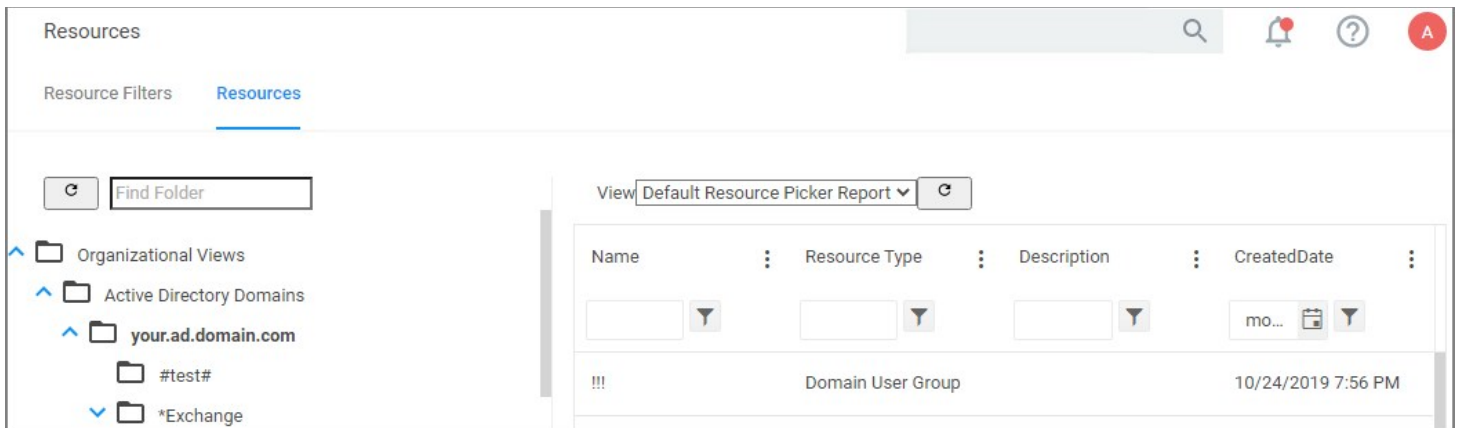 Resources
A
Resource Filters Resources
Find Folder
Organizational Views
Active Directory Domains
your.ad.domain.com
#test#
*Exchange
View Default Resource Picker Report
Name Resource Type Description CreatedDate
mo...
!!! Domain User Group 10/24/2019 7:56 PM